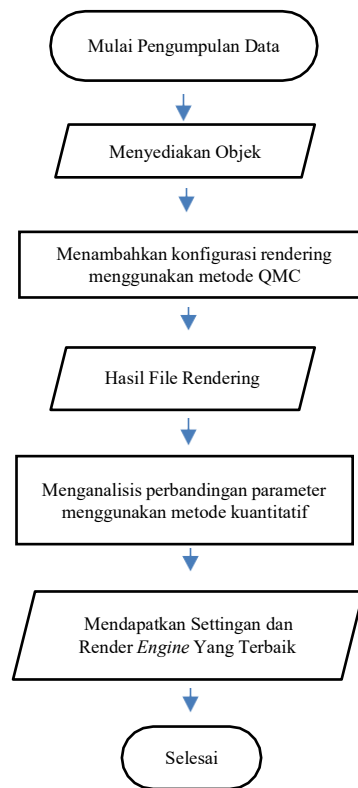 Mulai Pengumpulan Data
Menyediakan Objek
Menambahkan konfigurasi rendering
menggunakan metode QMC
Hasil File Rendering
Menganalisis perbandingan parameter
menggunakan metode kuantitatif
Mendapatkan Settingan dan
Render Engine Yang Terbaik
Selesai